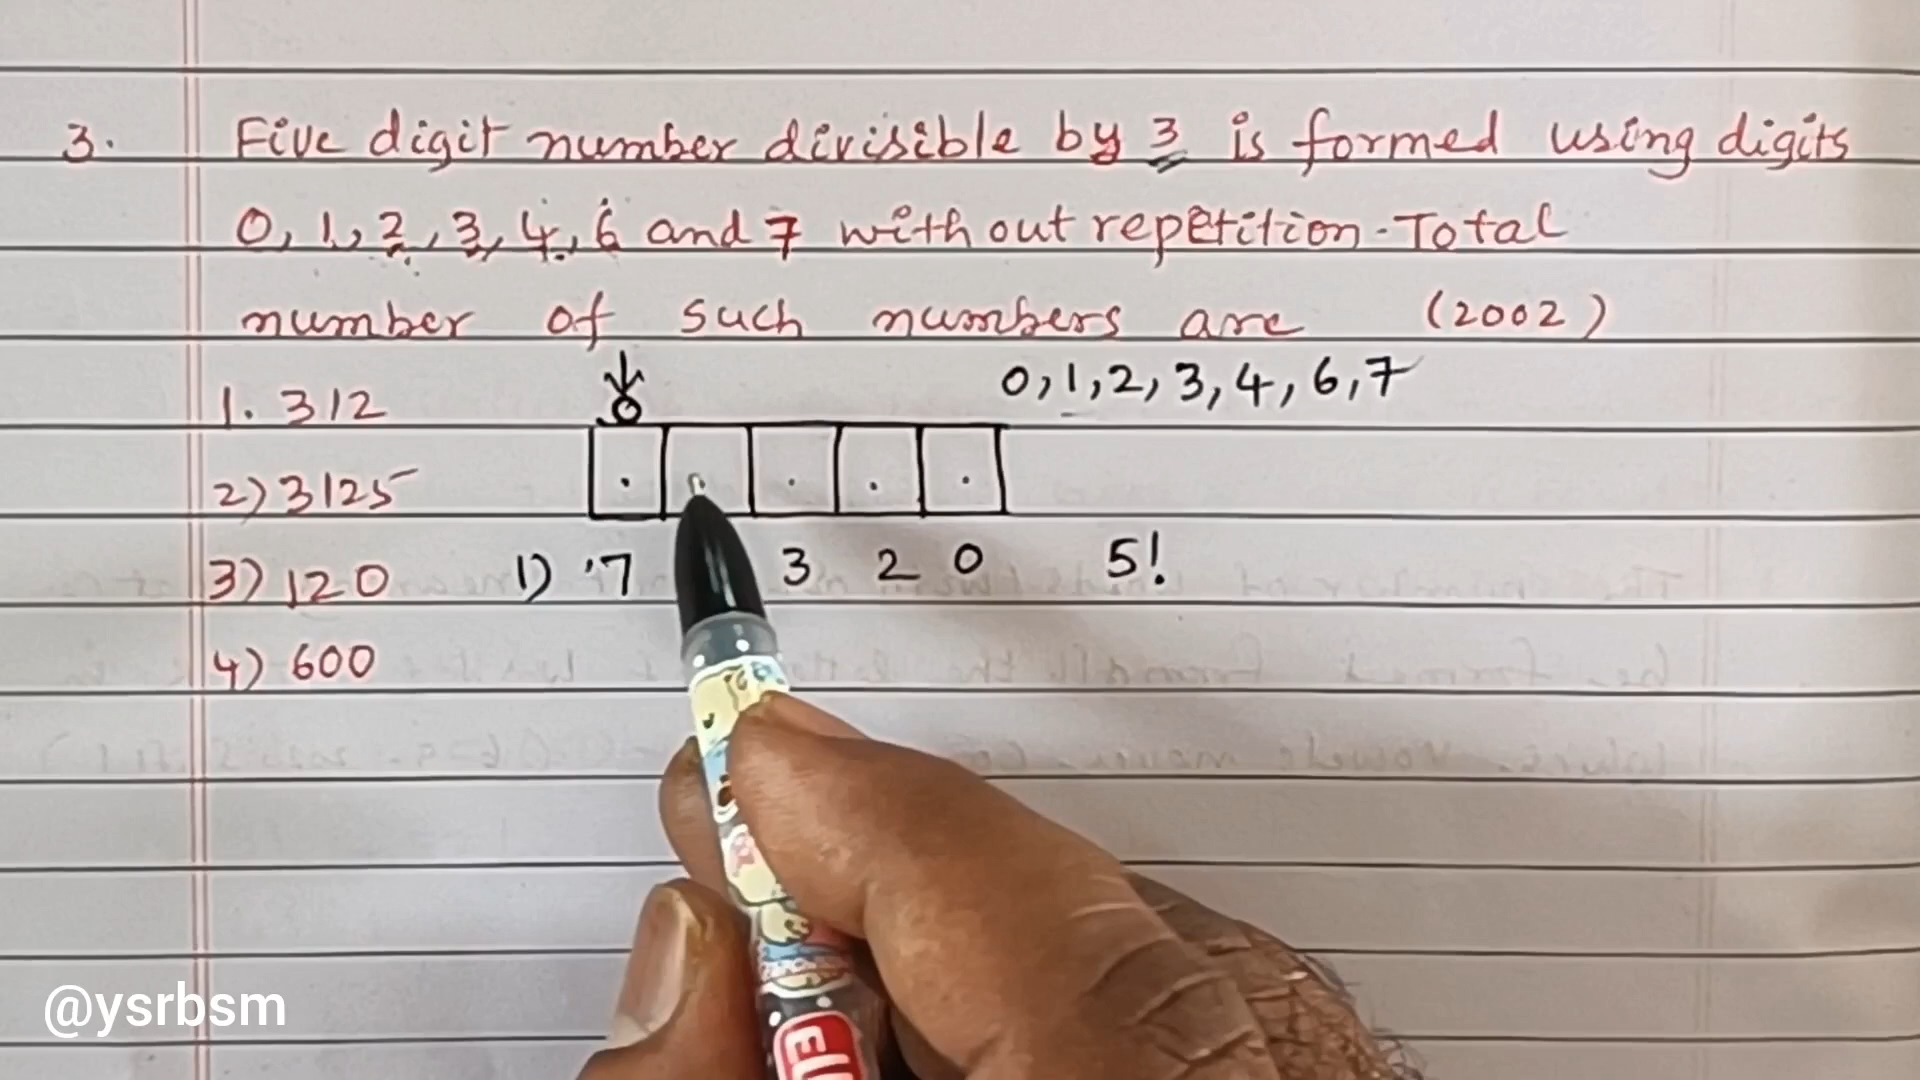 3. Five digit number divisible by 3 is formed using digits
0, 1, 2, 3, 4, 6 and 7 without repetition. Total
number of such numbers are (2002)
0, 1, 2, 3, 4, 6, 7
0
1. 312
2) 3125
3) 120
4) 600
1) 7 3 2 0 5!
@ysrbsm